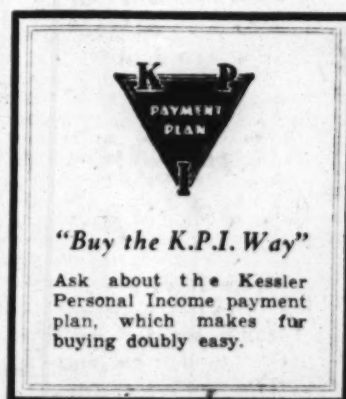 K P
PAYMENT
PLAN
I
"Buy the K.P.I. Way"
Ask about the Kessler
Personal Income payment
plan, which makes fur
buying doubly easy.